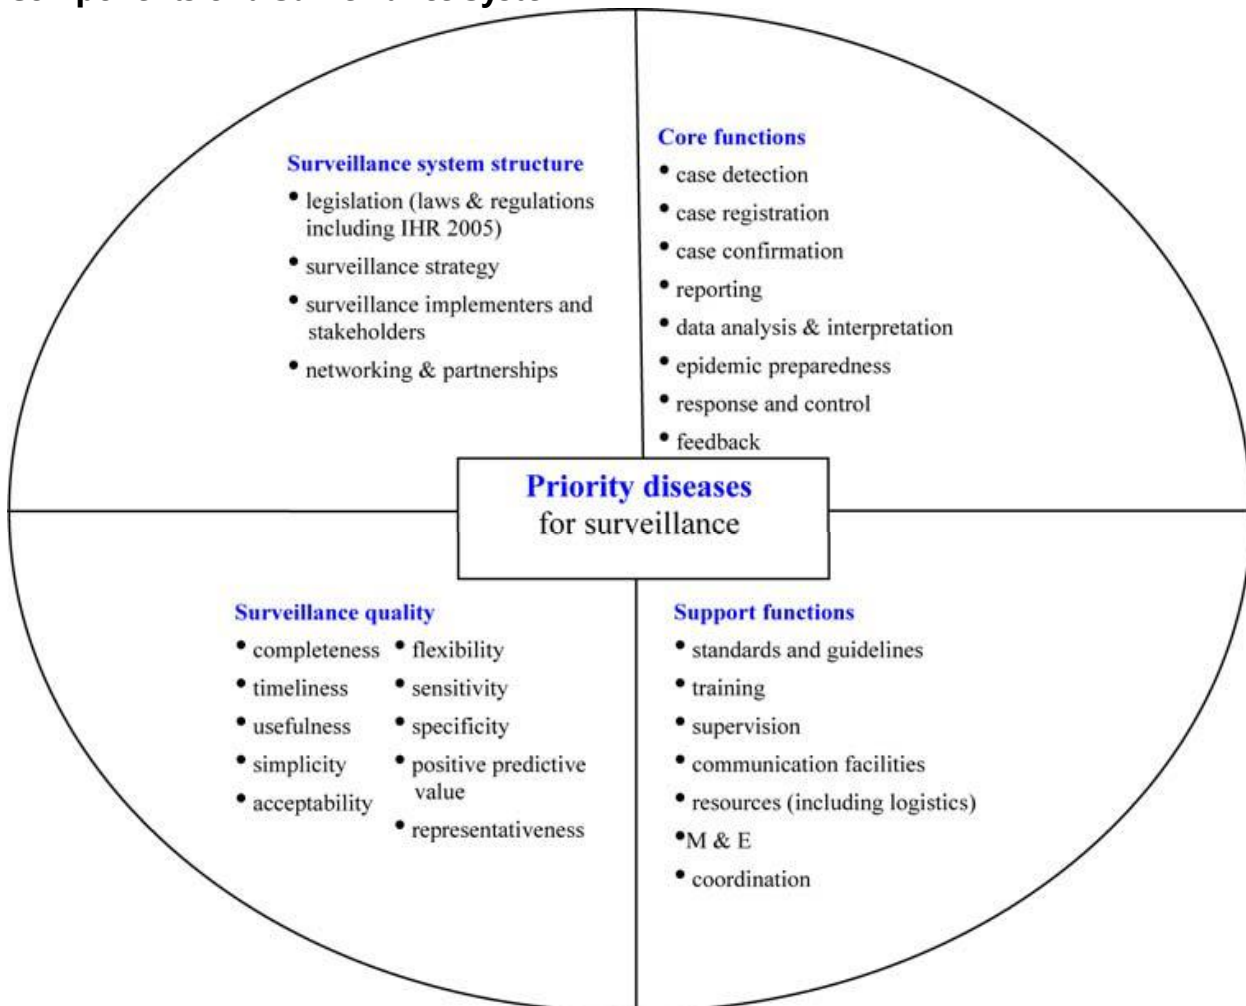 Surveillance system structure
• legislation (laws & regulations
including IHR 2005)
• surveillance strategy
• surveillance implementers and
stakeholders
• networking & partnerships
Core functions
• case detection
• case registration
• case confirmation
• reporting
• data analysis & interpretation
• epidemic preparedness
• response and control
• feedback
Priority diseases
for surveillance
Surveillance quality
• completeness
• timeliness
• usefulness
• simplicity
• acceptability
• flexibility
• sensitivity
• specificity
• positive predictive
value
• representativeness
Support functions
• standards and guidelines
• training
• supervision
• communication facilities
• resources (including logistics)
•M & E
• coordination